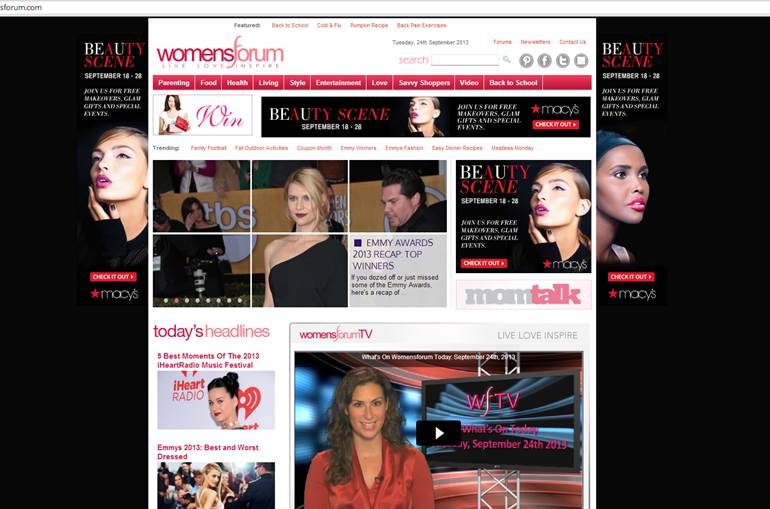 sforum.com
Featured: Back to School Cold & Flu Pumpkin Recipe Back Pain Exercises
womensforum
LIVE LOVE INSPIRE
Tuesday, 24th September 2013 Forums Newsletters Contact Us
search ...
Parenting Food Health Living Style Entertainment Love Savvy Shoppers Video Back to School
BEAUTY
SCENE
SEPTEMBER 18 - 28
JOIN US FOR FREE
MAKEOVERS, GLAM
GIFTS AND SPECIAL
EVENTS.
CHECK IT OUT
macy's
Win
BEAUTY SCENE
SEPTEMBER 18 - 28
JOIN US FOR FREE
MAKEOVERS, GLAM
GIFTS AND SPECIAL
EVENTS.
macy's
CHECK IT OUT
BEAUTY
SCENE
SEPTEMBER 18 - 28
JOIN US FOR FREE
MAKEOVERS, GLAM
GIFTS AND SPECIAL
EVENTS.
CHECK IT OUT
macy's
Trending: Family Football Fall Outdoor Activities Coupon Month Emmy Winners Emmys Fashion Easy Dinner Recipes Meatless Monday
tbs
EMMY AWARDS
2013 RECAP: TOP
WINNERS
If you dozed off or just missed
some of the Emmy Awards,
here's a recap of ...
BEAUTY
SCENE
SEPTEMBER 18 - 28
JOIN US FOR FREE
MAKEOVERS, GLAM
GIFTS AND SPECIAL
EVENTS.
CHECK IT OUT
macy's
momtalk
today's headlines
5 Best Moments Of The 2013
iHeartRadio Music Festival
iHeart
RADIO
Emmys 2013: Best and Worst
Dressed
womensforumTV LIVE LOVE INSPIRE
What's On Womensforum Today: September 24th, 2013
WfTV
What's On Today
September 24th 2013